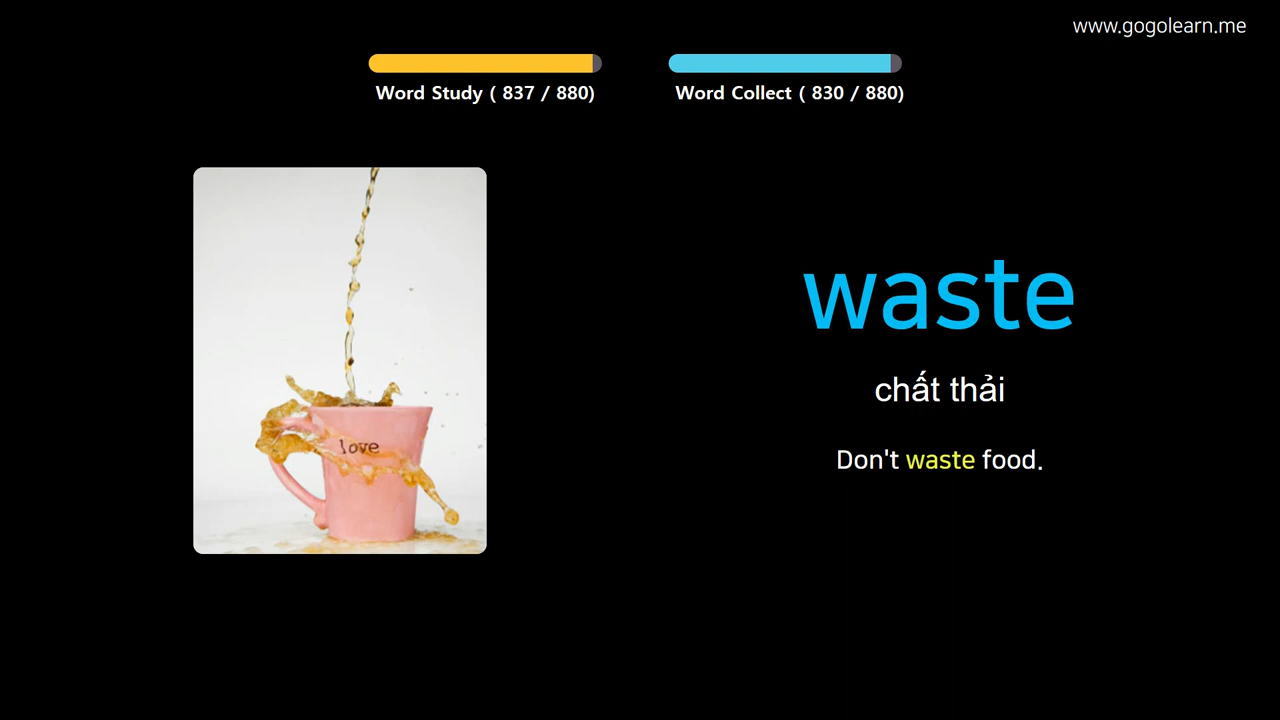 www.gogolearn.me
Word Study ( 837 / 880)
Word Collect ( 830 / 880)
love
waste
chất thải
Don't waste food.